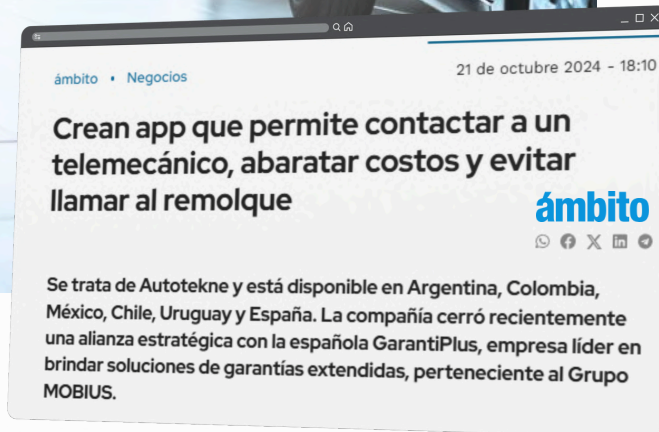 ámbito • Negocios
21 de octubre 2024 - 18:10
Crean app que permite contactar a un
telemecánico, abaratar costos y evitar
llamar al remolque
ámbito
Se trata de Autotekne y está disponible en Argentina, Colombia,
México, Chile, Uruguay y España. La compañía cerró recientemente
una alianza estratégica con la española GarantiPlus, empresa líder en
brindar soluciones de garantías extendidas, perteneciente al Grupo
MOBIUS.